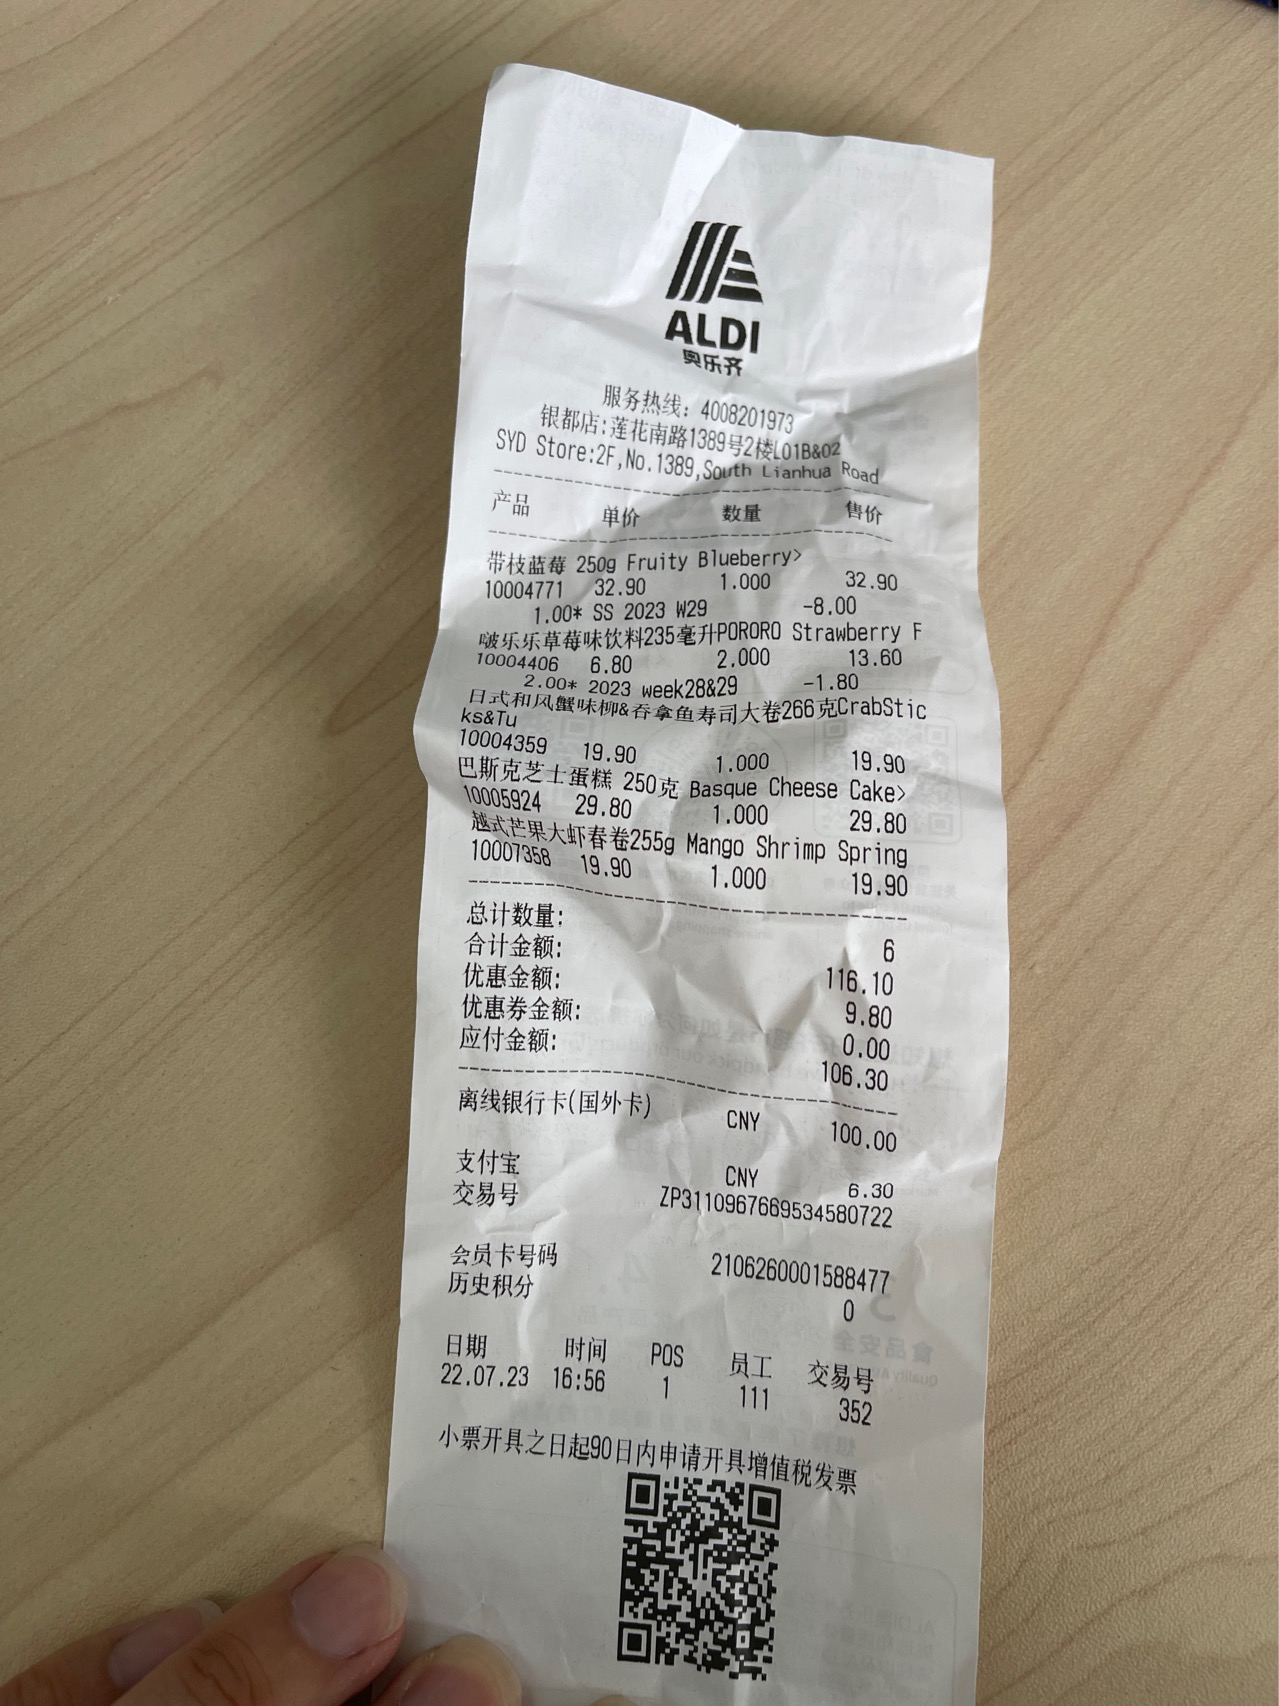 ALDI
奥乐齐
服务热线: 4008201973
银都店:莲花南路1389号2楼L01B&02
SYD Store:2F,No.1389,South Lianhua Road
产品 单价 数量 售价
带枝蓝莓 250g Fruity Blueberry>
10004771 32.90 1.000 32.90
1.00* SS 2023 W29 -8.00
啵乐乐草莓味饮料235毫升PORORO Strawberry F
10004406 6.80 2.000 13.60
2.00* 2023 week28&29 -1.80
日式和风蟹味柳&吞拿鱼寿司大卷266克CrabStic
ks&Tu
10004359 19.90 1.000 19.90
巴斯克芝士蛋糕 250克 Basque Cheese Cake>
10005924 29.80 1.000 29.80
越式芒果大虾春卷255g Mango Shrimp Spring
10007358 19.90 1.000 19.90
总计数量: 6
合计金额: 116.10
优惠金额: 9.80
优惠券金额: 0.00
应付金额: 106.30
离线银行卡(国外卡) CNY 100.00
支付宝 CNY 6.30
交易号 ZP3110967669534580722
会员卡号码 2106260001588477
历史积分 0
日期 时间 POS 员工 交易号
22.07.23 16:56 1 111 352
小票开具之日起90日内申请开具增值税发票